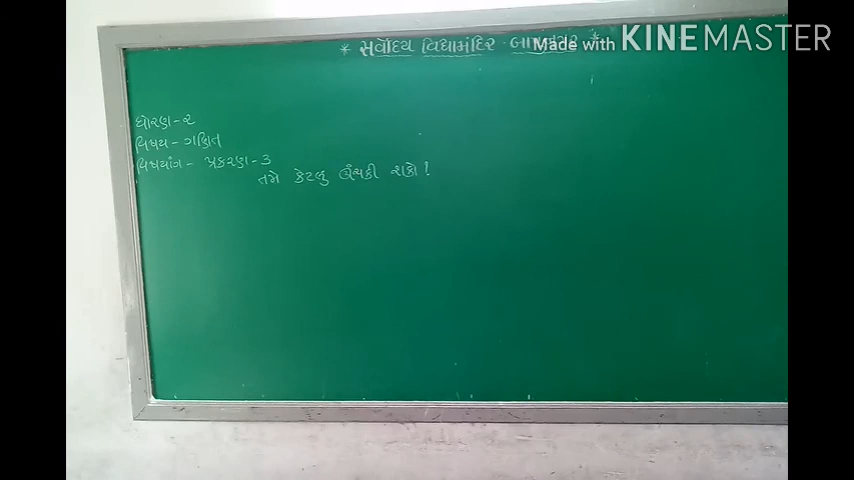 * સર્વોદય વિદ્યામંદિર
Made with KINEMASTER
ધોરણ-૨
વિષય - ગણિત
વિષયાંગ - પ્રકરણ-૩
તમે કેટલુ ઊંચકી શકો!